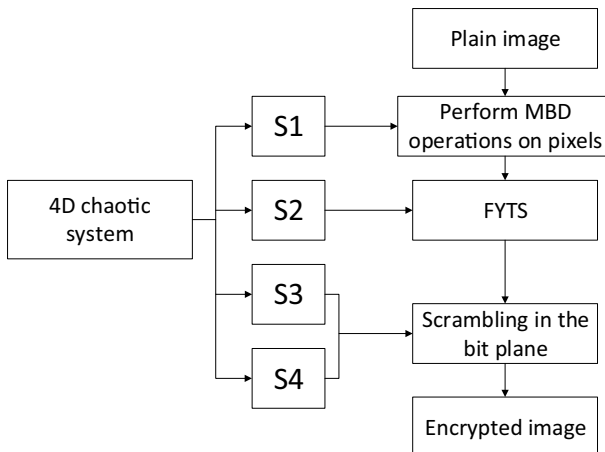 Plain image
S1
Perform MBD
operations on pixels
4D chaotic
system
S2
FYTS
S3
Scrambling in the
bit plane
S4
Encrypted image